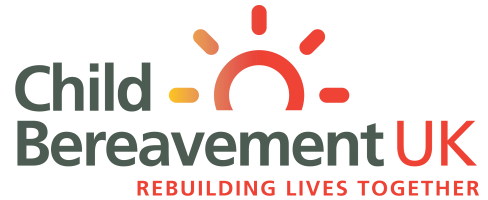 Child
Bereavement UK
REBUILDING LIVES TOGETHER